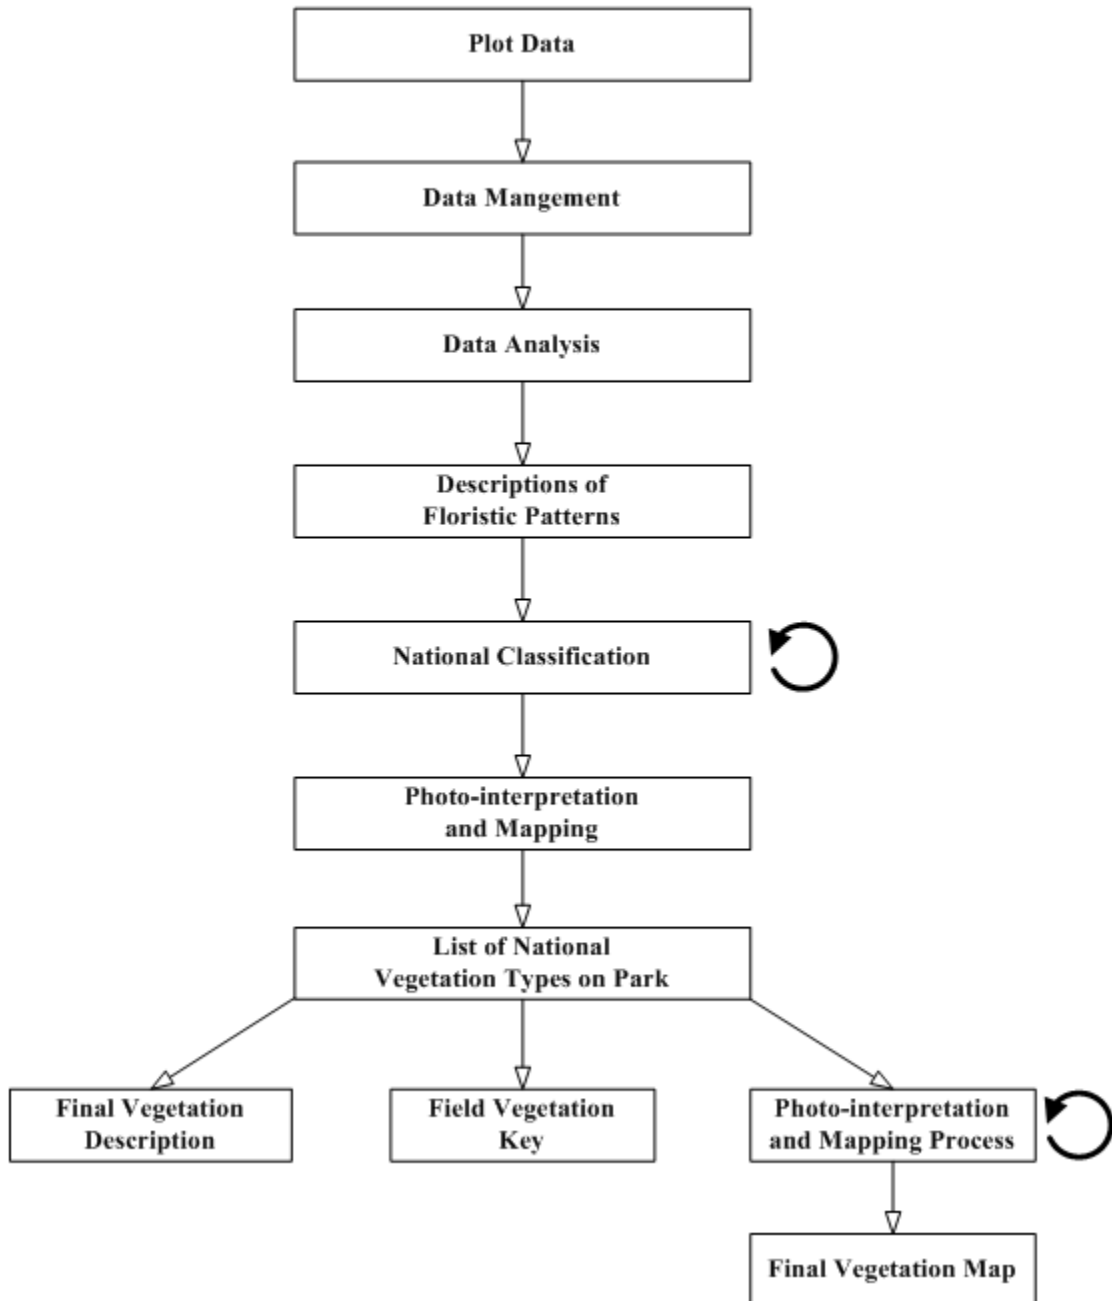 Plot Data
Data Mangement
Data Analysis
Descriptions of
Floristic Patterns
National Classification
Photo-interpretation
and Mapping
List of National
Vegetation Types on Park
Final Vegetation
Description
Field Vegetation
Key
Photo-interpretation
and Mapping Process
Final Vegetation Map